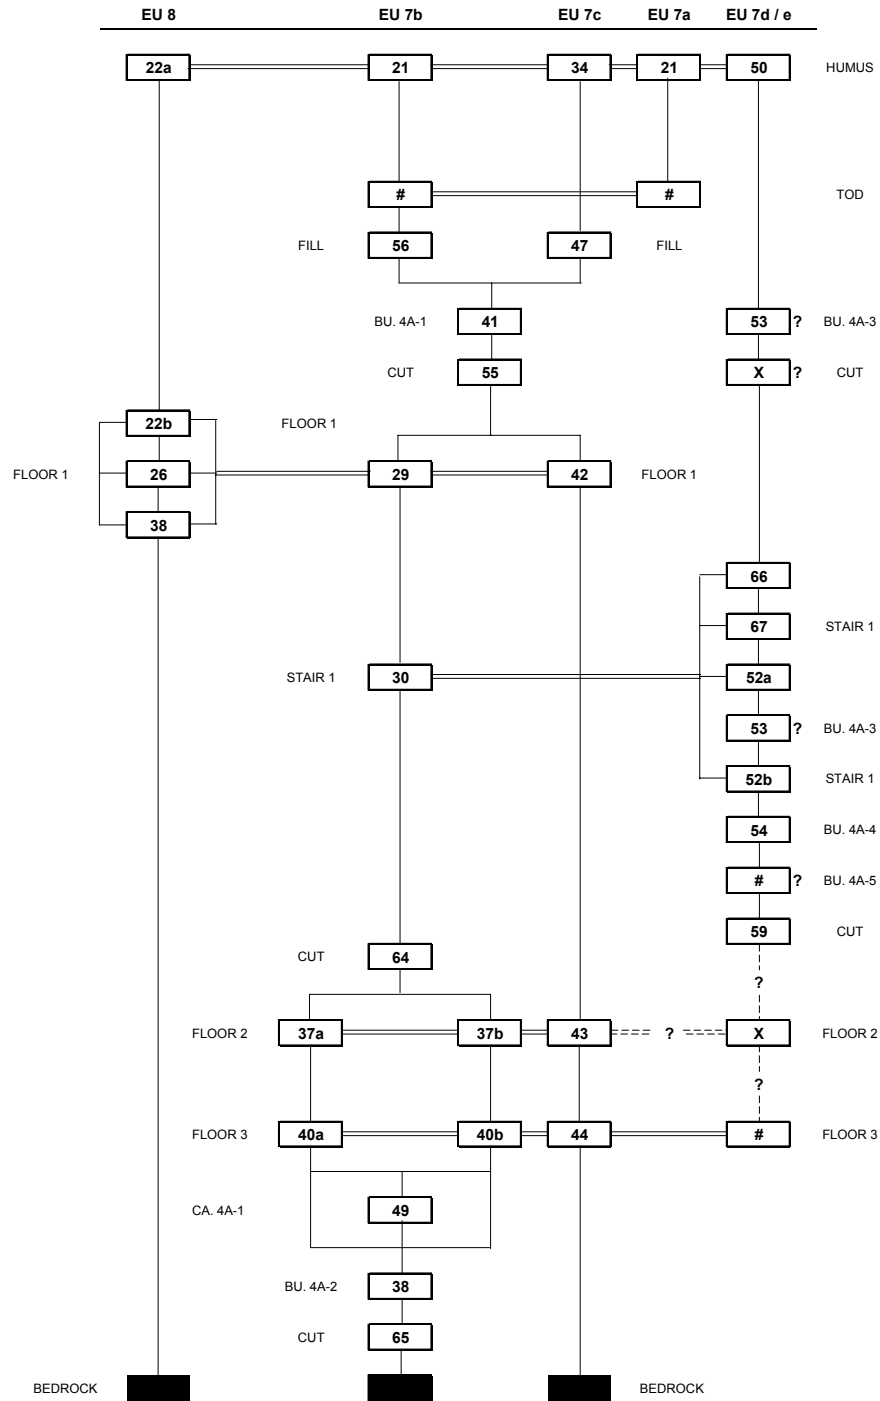 EU 8 EU 7b EU 7c EU 7a EU 7d / e
22a 21 34 21 50 HUMUS
# # TOD
FILL 56 47 FILL
BU. 4A-1 41 53 ? BU. 4A-3
CUT 55 X ? CUT
22b FLOOR 1
FLOOR 1 26 29 42 FLOOR 1
38
66
67 STAIR 1
STAIR 1 30 52a
53 ? BU. 4A-3
52b STAIR 1
54 BU. 4A-4
# ? BU. 4A-5
59 CUT
CUT 64
?
FLOOR 2 37a 37b 43 ? X FLOOR 2
?
FLOOR 3 40a 40b 44 # FLOOR 3
CA. 4A-1 49
BU. 4A-2 38
CUT 65
BEDROCK BEDROCK